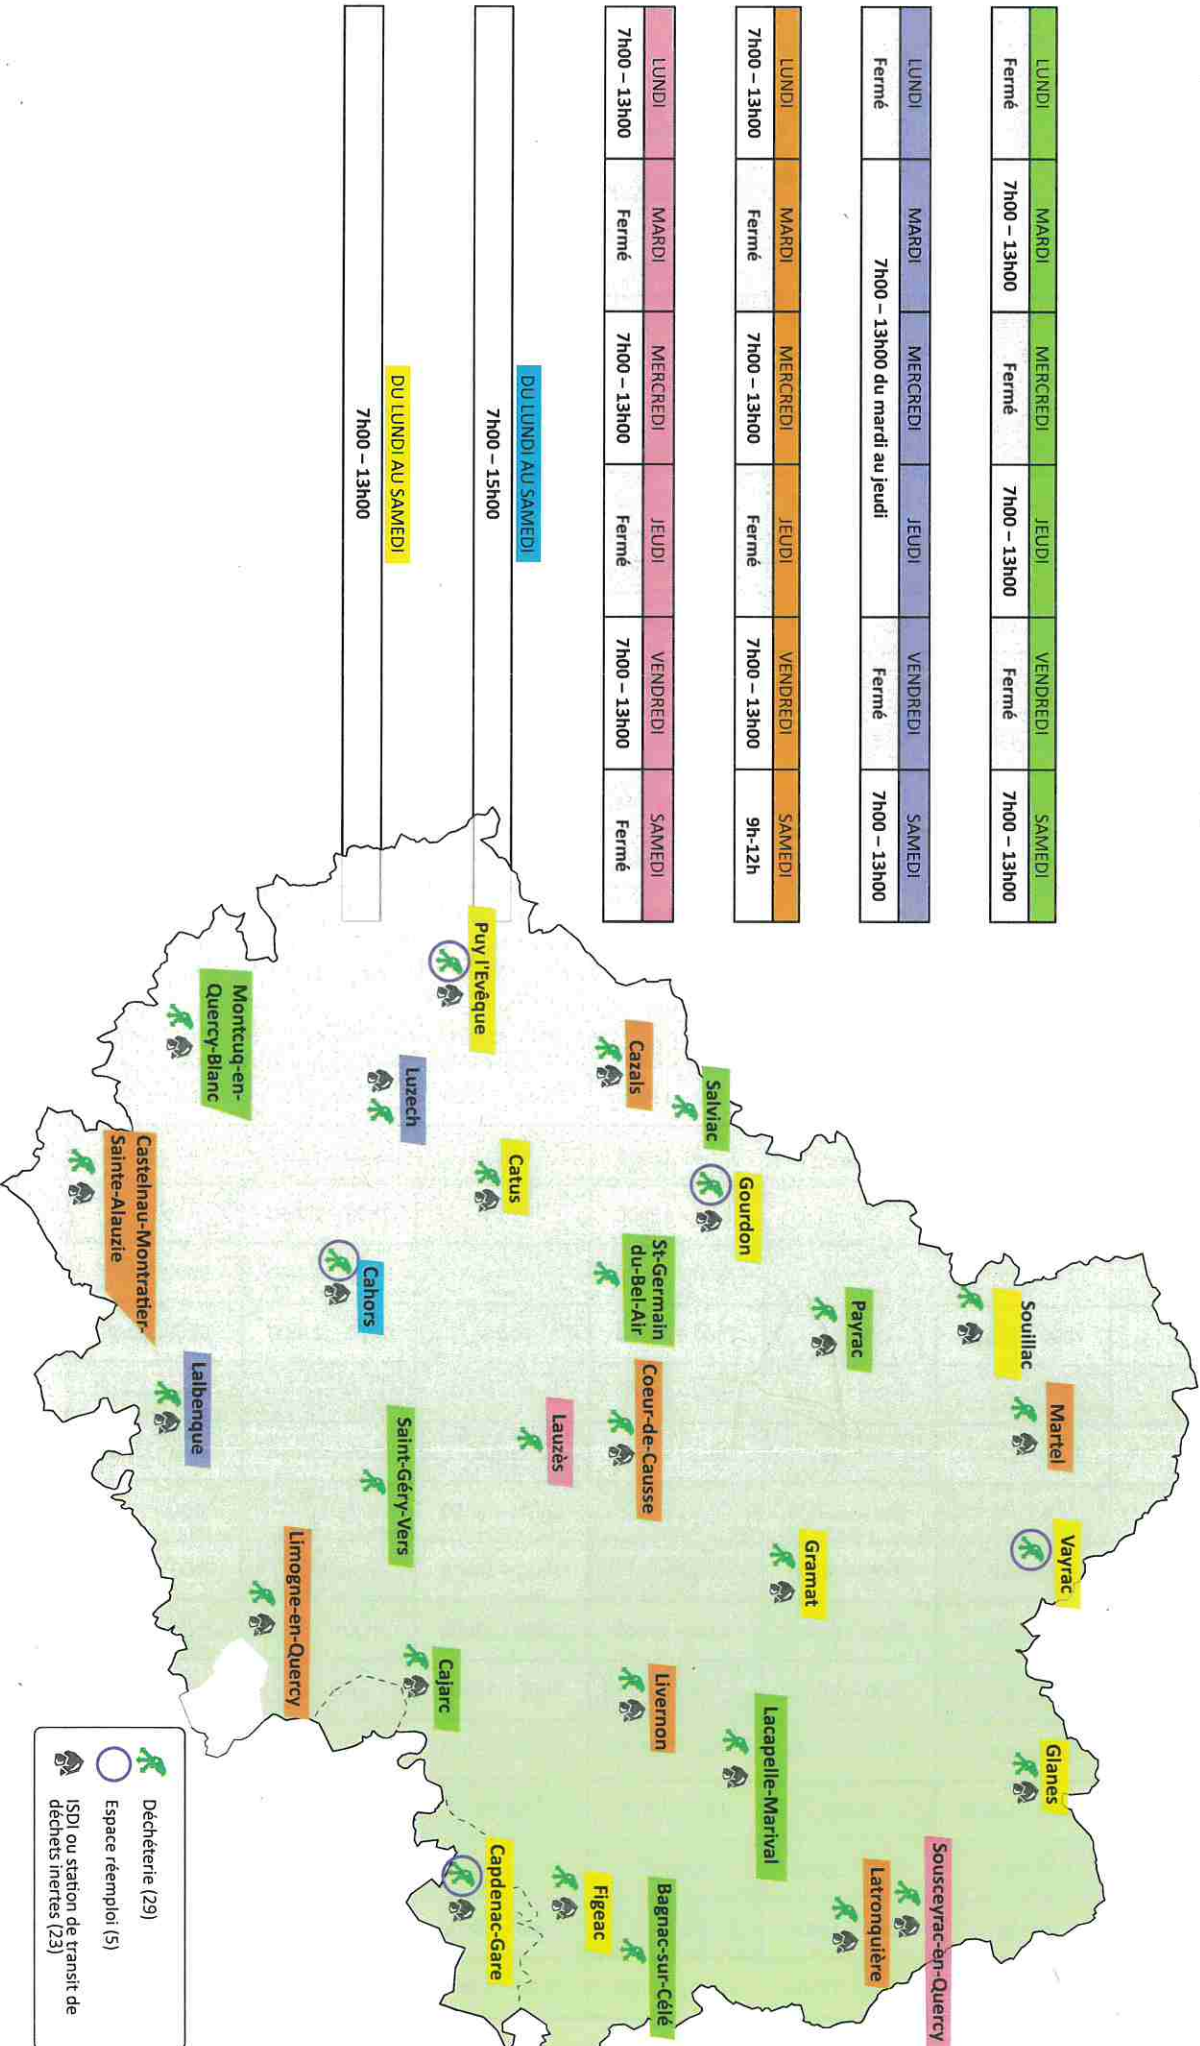 LUNDI MARDI MERCREDI JEUDI VENDREDI SAMEDI
Fermé 7h00 – 13h00 Fermé 7h00 – 13h00 Fermé 7h00 – 13h00
LUNDI MARDI MERCREDI JEUDI VENDREDI SAMEDI
Fermé 7h00 – 13h00 du mardi au jeudi Fermé 7h00 – 13h00
LUNDI MARDI MERCREDI JEUDI VENDREDI SAMEDI
7h00 – 13h00 Fermé 7h00 – 13h00 Fermé 7h00 – 13h00 9h-12h
LUNDI MARDI MERCREDI JEUDI VENDREDI SAMEDI
7h00 – 13h00 Fermé 7h00 – 13h00 Fermé 7h00 – 13h00 Fermé
DU LUNDI AU SAMEDI
7h00 – 15h00
DU LUNDI AU SAMEDI
7h00 – 13h00
Vayrac
Martel
Glanes
Souillac
Sousceyrac-en-Quercy
Latronquière
Payrac
Gramat
Lacapelle-Marival
Gourdon
Salviac
St-Germain
du-Bel-Air
Coeur-de-Causse
Livernon
Bagnac-sur-Célé
Cazals
Figeac
Lauzès
Catus
Capdenac-Gare
Puy l'Evêque
Cajarc
Luzech
Saint-Géry-Vers
Cahors
Limogne-en-Quercy
Montcuq-en-
Quercy-Blanc
Lalbenque
Castelnau-Montratier-
Sainte-Alauzie
Déchéterie (29)
Espace réemploi (5)
ISDI ou station de transit de
déchets inertes (23)